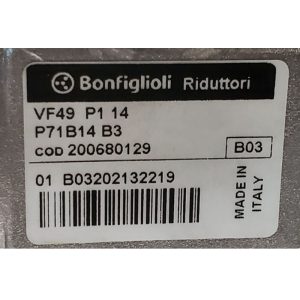 Bonfiglioli Riduttori
VF49 P1 14
P71B14 B3
COD 200680129
B03
01 B03202132219
MADE IN
ITALY